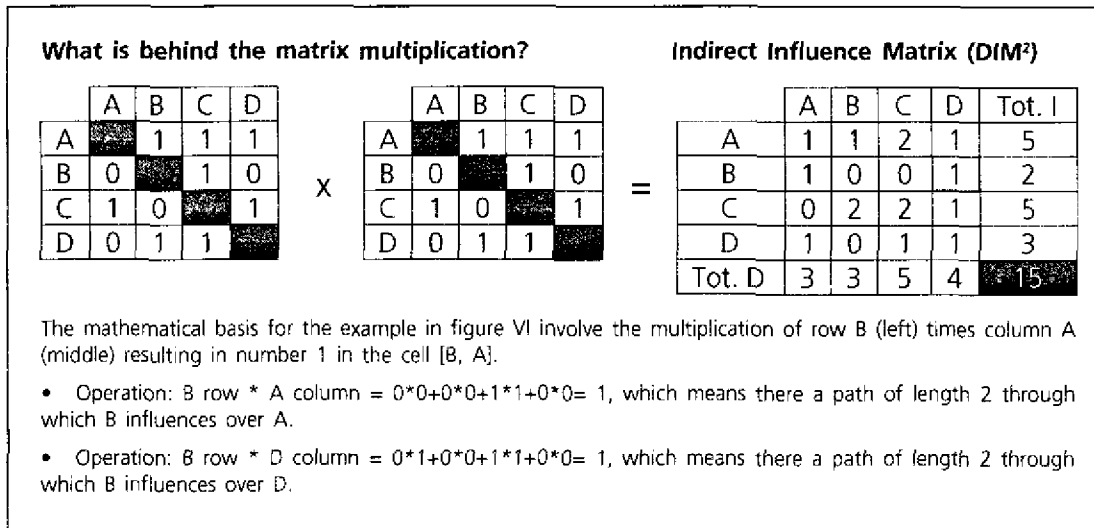 What is behind the matrix multiplication?
Indirect Influence Matrix (DIM²)
A B C D
A 1 1 1
B 0 1 0
C 1 0 1
D 0 1 1
x
A B C D
A 1 1 1
B 0 1 0
C 1 0 1
D 0 1 1
=
A B C D Tot. I
A 1 1 2 1 5
B 1 0 0 1 2
C 0 2 2 1 5
D 1 0 1 1 3
Tot. D 3 3 5 4 15
The mathematical basis for the example in figure VI involve the multiplication of row B (left) times column A
(middle) resulting in number 1 in the cell [B, A].
• Operation: B row * A column = 0*0+0*0+1*1+0*0= 1, which means there a path of length 2 through
which B influences over A.
• Operation: B row * D column = 0*1+0*0+1*1+0*0= 1, which means there a path of length 2 through
which B influences over D.